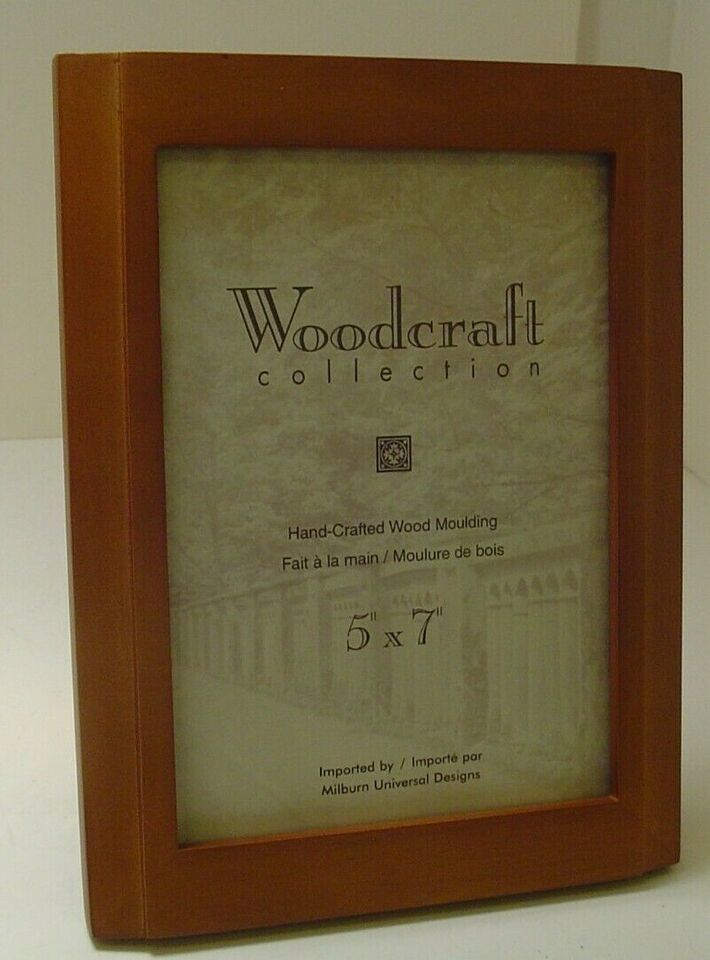 Woodcraft
collection
Hand-Crafted Wood Moulding
Fait à la main / Moulure de bois
5" x 7"
Imported by / Importé par
Milburn Universal Designs